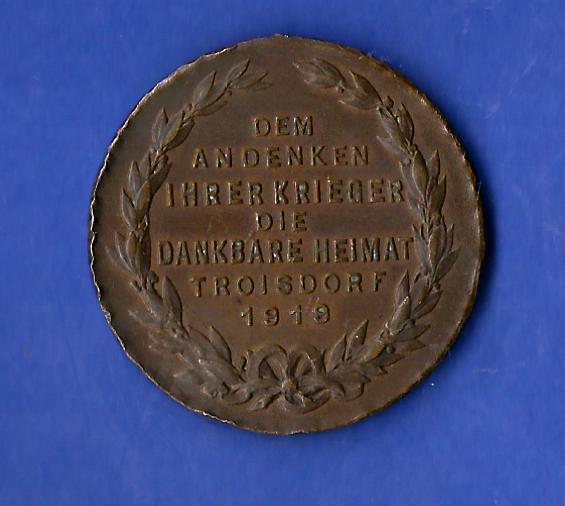 DEM
ANDENKEN
IHRER KRIEGER
DIE
DANKBARE HEIMAT
TROISDORF
1919